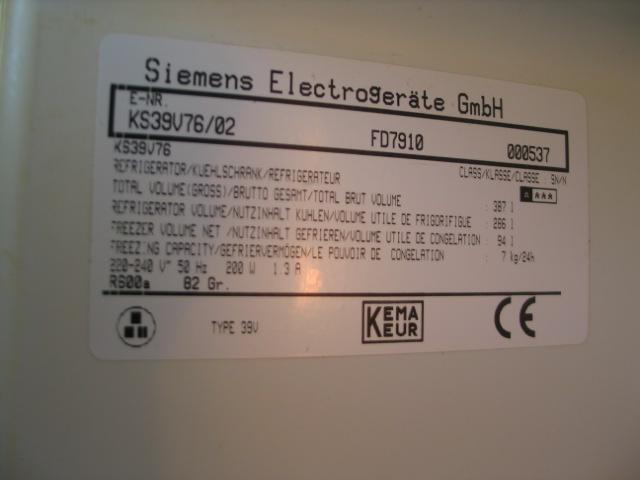 Siemens Electrogeräte GmbH
E-NR.
KS39V76/02 FD7910 000537
KS39V76 CLASS/KLASSE/CLASSE : SN/N
REFRIGERATOR/KUEHLSCHRANK/REFRIGERATEUR
TOTAL VOLUME(GROSS)/BRUTTO GESAMT/TOTAL BRUT VOLUME : 387 l
REFRIGERATOR VOLUME/NUTZINHALT KUHLEN/VOLUME UTILE DE FRIGORIFIGUE : 266 l
FREEZER VOLUME NET /NUTZINHALT GEFRIEREN/VOLUME UTILE DE CONGELATION : 94 l
FREEZ.NG CAPACITY/GEFRIERVERMÖGEN/LE POUVOIR DE CONGELATION : 7 kg/24h
220-240 V~ 50 Hz 200 W 1.3 A
R600a 82 Gr.
TYPE 39V
KEMA
KEUR
CE